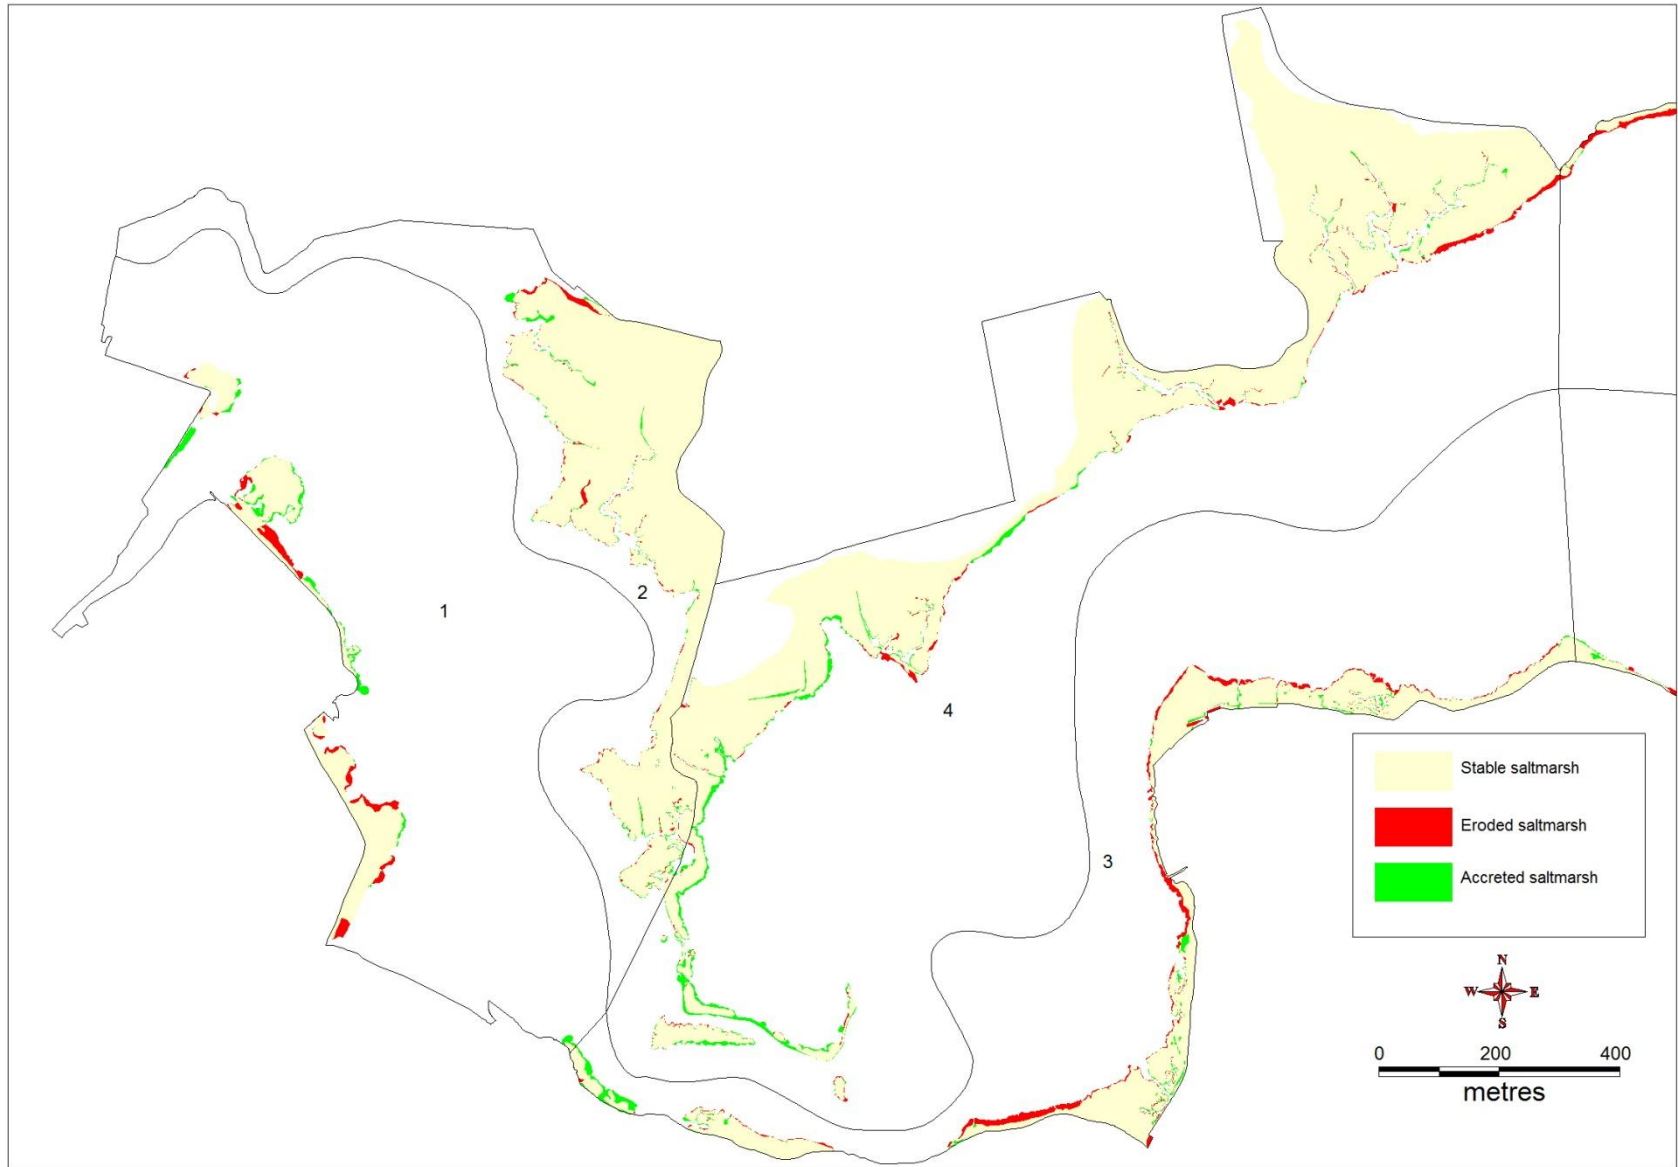 2
1
4
3
Stable saltmarsh
Eroded saltmarsh
Accreted saltmarsh
N
W E
S
0 200 400
metres